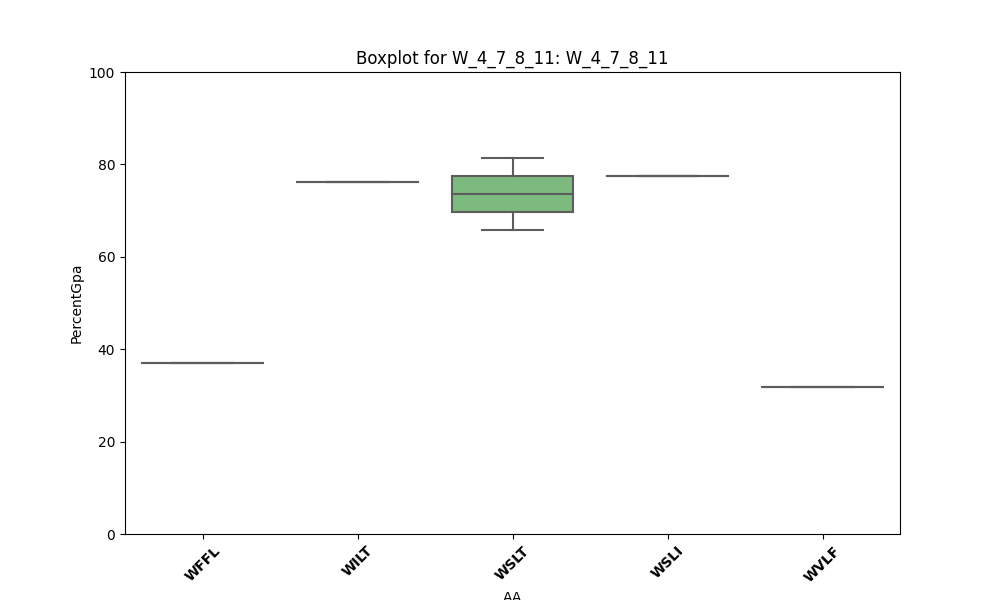 Boxplot for W_4_7_8_11: W_4_7_8_11
100
80
60
40
20
0
PercentGpa
WFFL
WILT
WSLT
WSLI
WVLF
AA